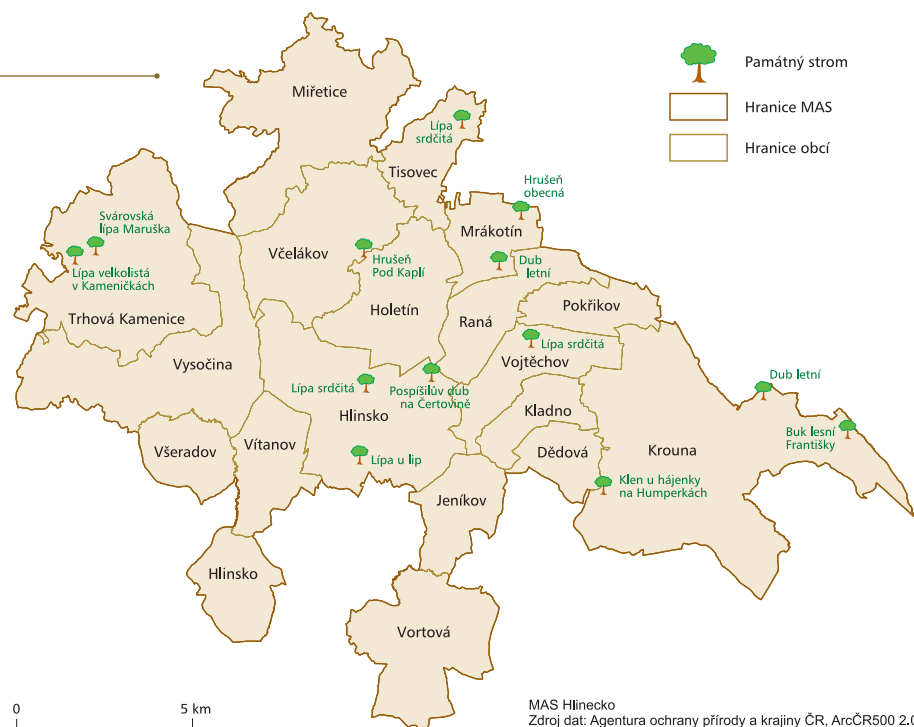 Památný strom
Hranice MAS
Hranice obcí
Miřetice
Lípa
srdčitá
Tisovec
Hrušeň
obecná
Mrákotín
Dub
letní
Svárovská
lípa Maruška
Lípa velkolistá
v Kameničkách
Trhová Kamenice
Včelákov
Hrušeň
Pod Kaplí
Holetín
Raná
Pokřikov
Lípa srdčitá
Vojtěchov
Vysočina
Lípa srdčitá
Pospíšilův dub
na Čertovině
Hlinsko
Kladno
Dub letní
Buk lesní
Františky
Všeradov
Vítanov
Lípa u lip
Dědová
Krouna
Klen u hájenky
na Humperkách
Jeníkov
Hlinsko
Vortová
0 5 km
MAS Hlinecko
Zdroj dat: Agentura ochrany přírody a krajiny ČR, ArcČR500 2.0